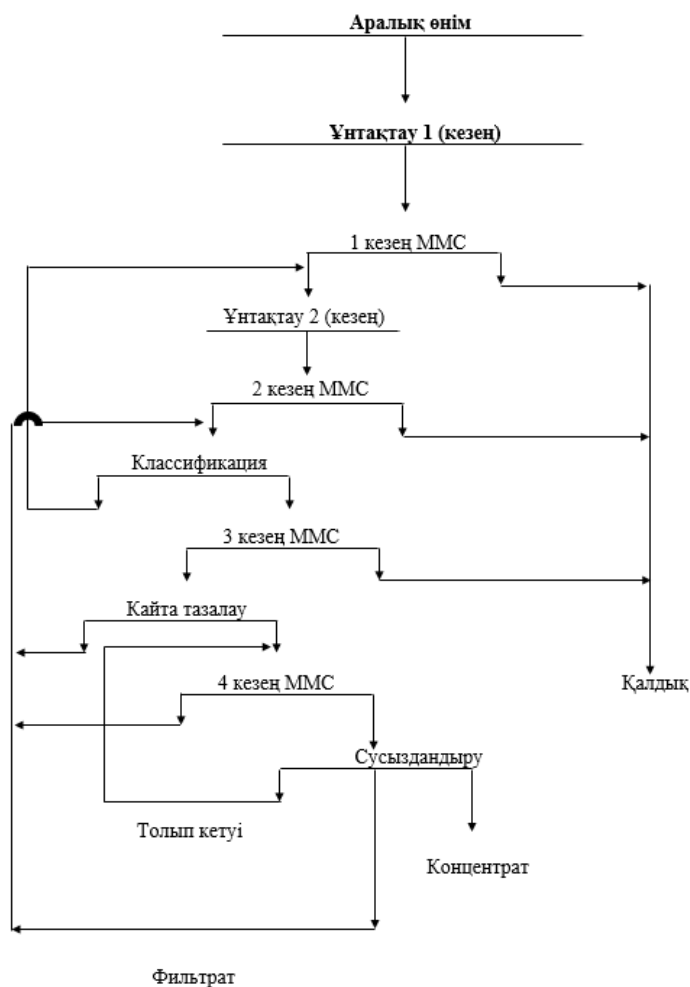 Аралық өнім
Ұнтақтау 1 (кезең)
1 кезең ММС
Ұнтақтау 2 (кезең)
2 кезең ММС
Классификация
3 кезең ММС
Кайта тазалау
4 кезең ММС
Қалдық
Сусыздандыру
Толып кетуі
Концентрат
Фильтрат